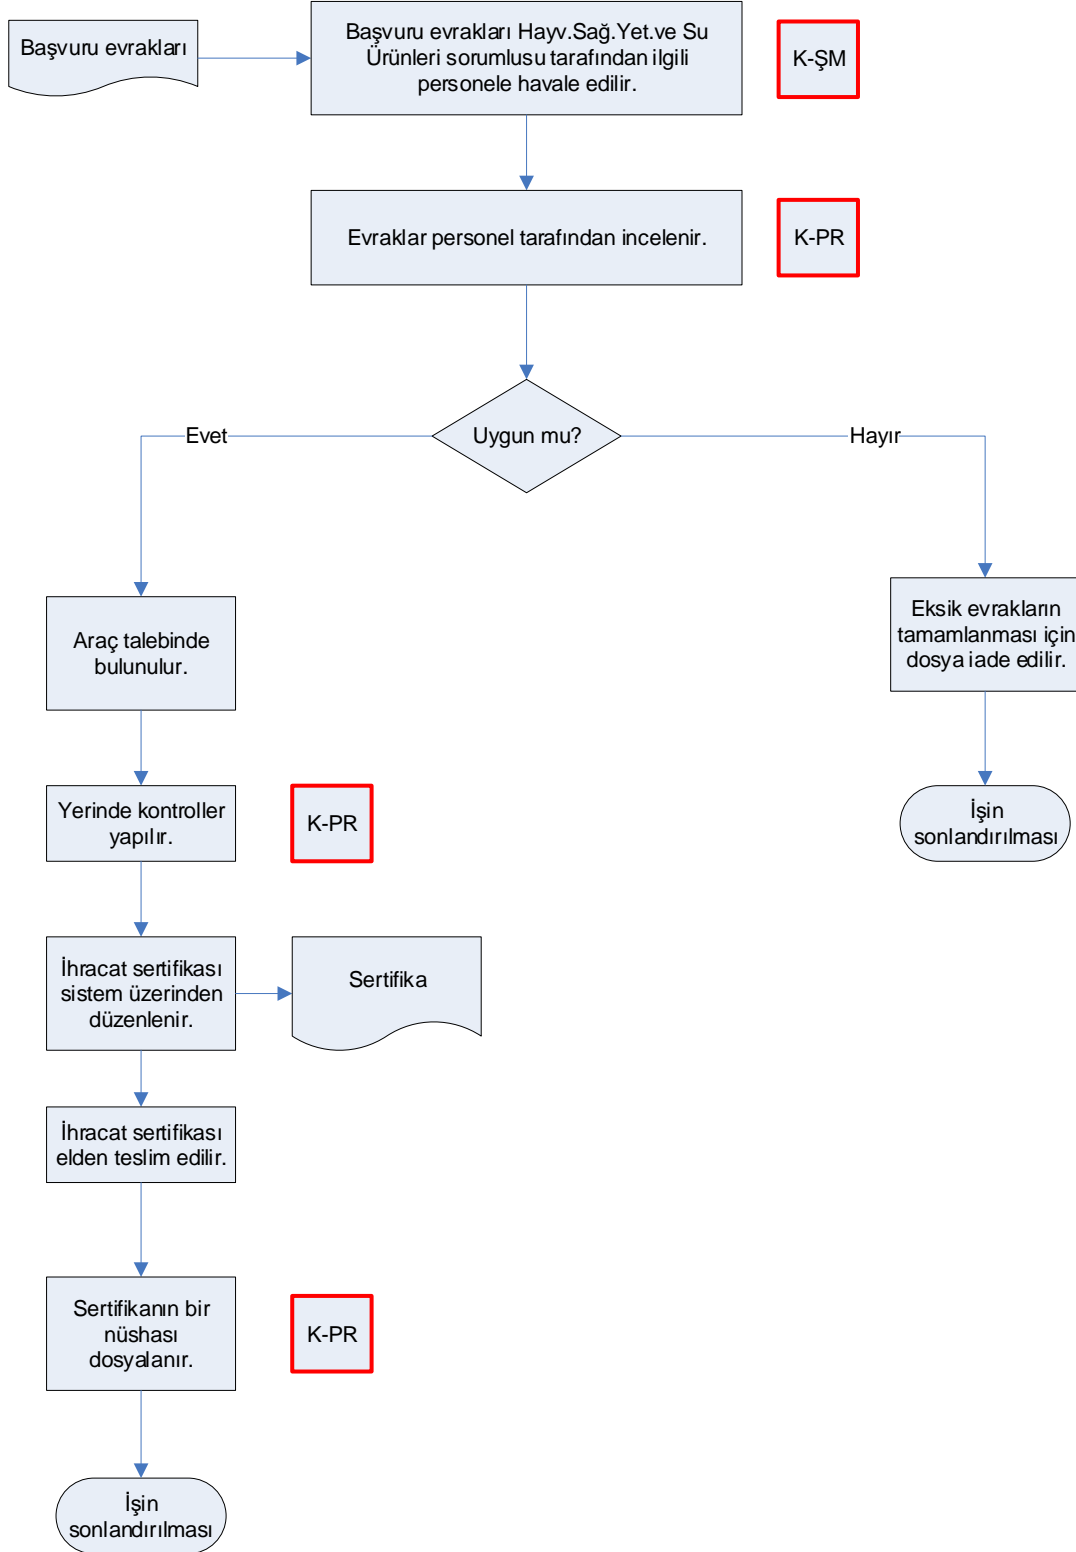 Başvuru evrakları
Başvuru evrakları Hayv.Sağ.Yet.ve Su
Ürünleri sorumlusu tarafından ilgili
personele havale edilir.
K-ŞM
Evraklar personel tarafından incelenir.
K-PR
Uygun mu?
Evet
Hayır
Araç talebinde
bulunulur.
Eksik evrakların
tamamlanması için
dosya iade edilir.
Yerinde kontroller
yapılır.
K-PR
İşin
sonlandırılması
İhracat sertifikası
sistem üzerinden
düzenlenir.
Sertifika
İhracat sertifikası
elden teslim edilir.
Sertifikanın bir
nüshası
dosyalanır.
K-PR
İşin
sonlandırılması